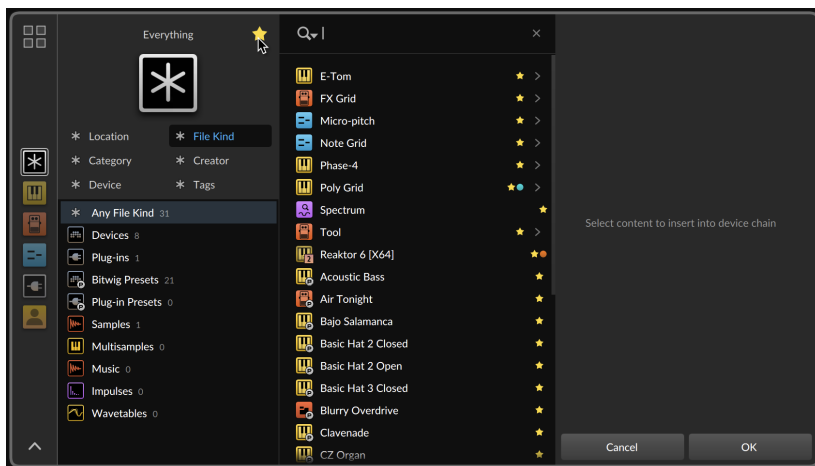 Everything
Location
File Kind
Category
Creator
Device
Tags
Any File Kind 31
Devices 8
Plug-ins 1
Bitwig Presets 21
Plug-in Presets 0
Samples 1
Multisamples 0
Music 0
Impulses 0
Wavetables 0
E-Tom
FX Grid
Micro-pitch
Note Grid
Phase-4
Poly Grid
Spectrum
Tool
Reaktor 6 [X64]
Acoustic Bass
Air Tonight
Bajo Salamanca
Basic Hat 2 Closed
Basic Hat 2 Open
Basic Hat 3 Closed
Blurry Overdrive
Clavenade
CZ Organ
Select content to insert into device chain
Cancel
OK